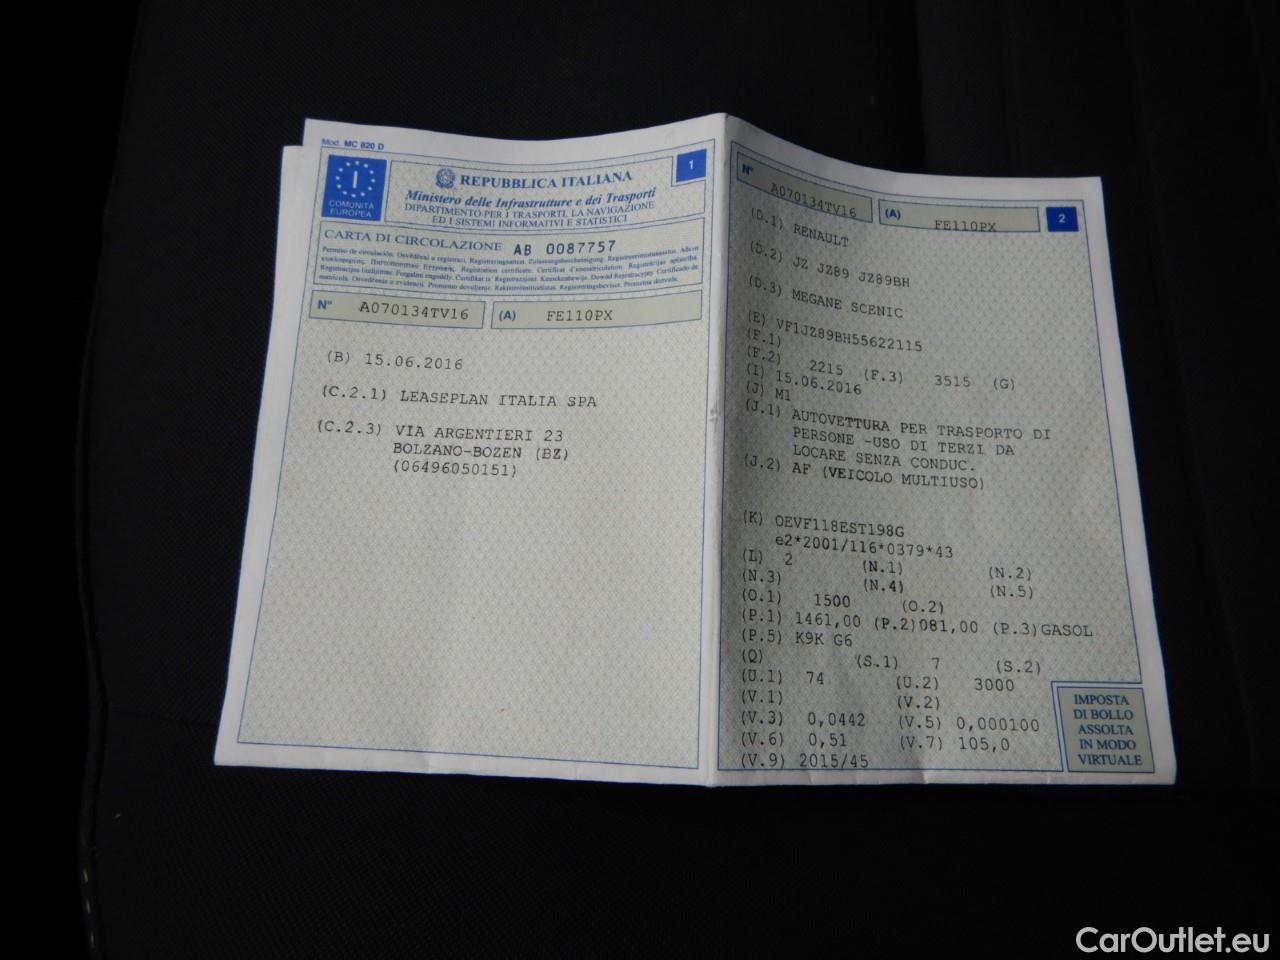 Mod. MC 820 D
I
COMUNITÀ
EUROPEA
REPUBBLICA ITALIANA
1
Ministero delle Infrastrutture e dei Trasporti
DIPARTIMENTO PER I TRASPORTI, LA NAVIGAZIONE
ED I SISTEMI INFORMATIVI E STATISTICI
CARTA DI CIRCOLAZIONE AB 0087757
N° A070134TV16 (A) FE110PX
(B) 15.06.2016
(C.2.1) LEASEPLAN ITALIA SPA
(C.2.3) VIA ARGENTIERI 23
BOLZANO-BOZEN (BZ)
(06496050151)
N° A070134TV16 (A) FE110PX 2
(D.1) RENAULT
(D.2) JZ JZ89 JZ89BH
(D.3) MEGANE SCENIC
(E) VF1JZ89BH55622115
(F.1)
(F.2) 2215 (F.3) 3515 (G)
(I) 15.06.2016
(J) M1
(J.1) AUTOVETTURA PER TRASPORTO DI
PERSONE -USO DI TERZI DA
LOCARE SENZA CONDUC.
(J.2) AF (VEICOLO MULTIUSO)
(K) OEVF118EST198G
e2*2001/116*0379*43
(L) 2 (N.1) (N.2)
(N.3) (N.4) (N.5)
(O.1) 1500 (O.2)
(P.1) 1461,00 (P.2)081,00 (P.3)GASOL
(P.5) K9K G6
(Q) (S.1) 7 (S.2)
(U.1) 74 (U.2) 3000
(V.1) (V.2)
(V.3) 0,0442 (V.5) 0,000100
(V.6) 0,51 (V.7) 105,0
(V.9) 2015/45
IMPOSTA
DI BOLLO
ASSOLTA
IN MODO
VIRTUALE
CarOutlet.eu